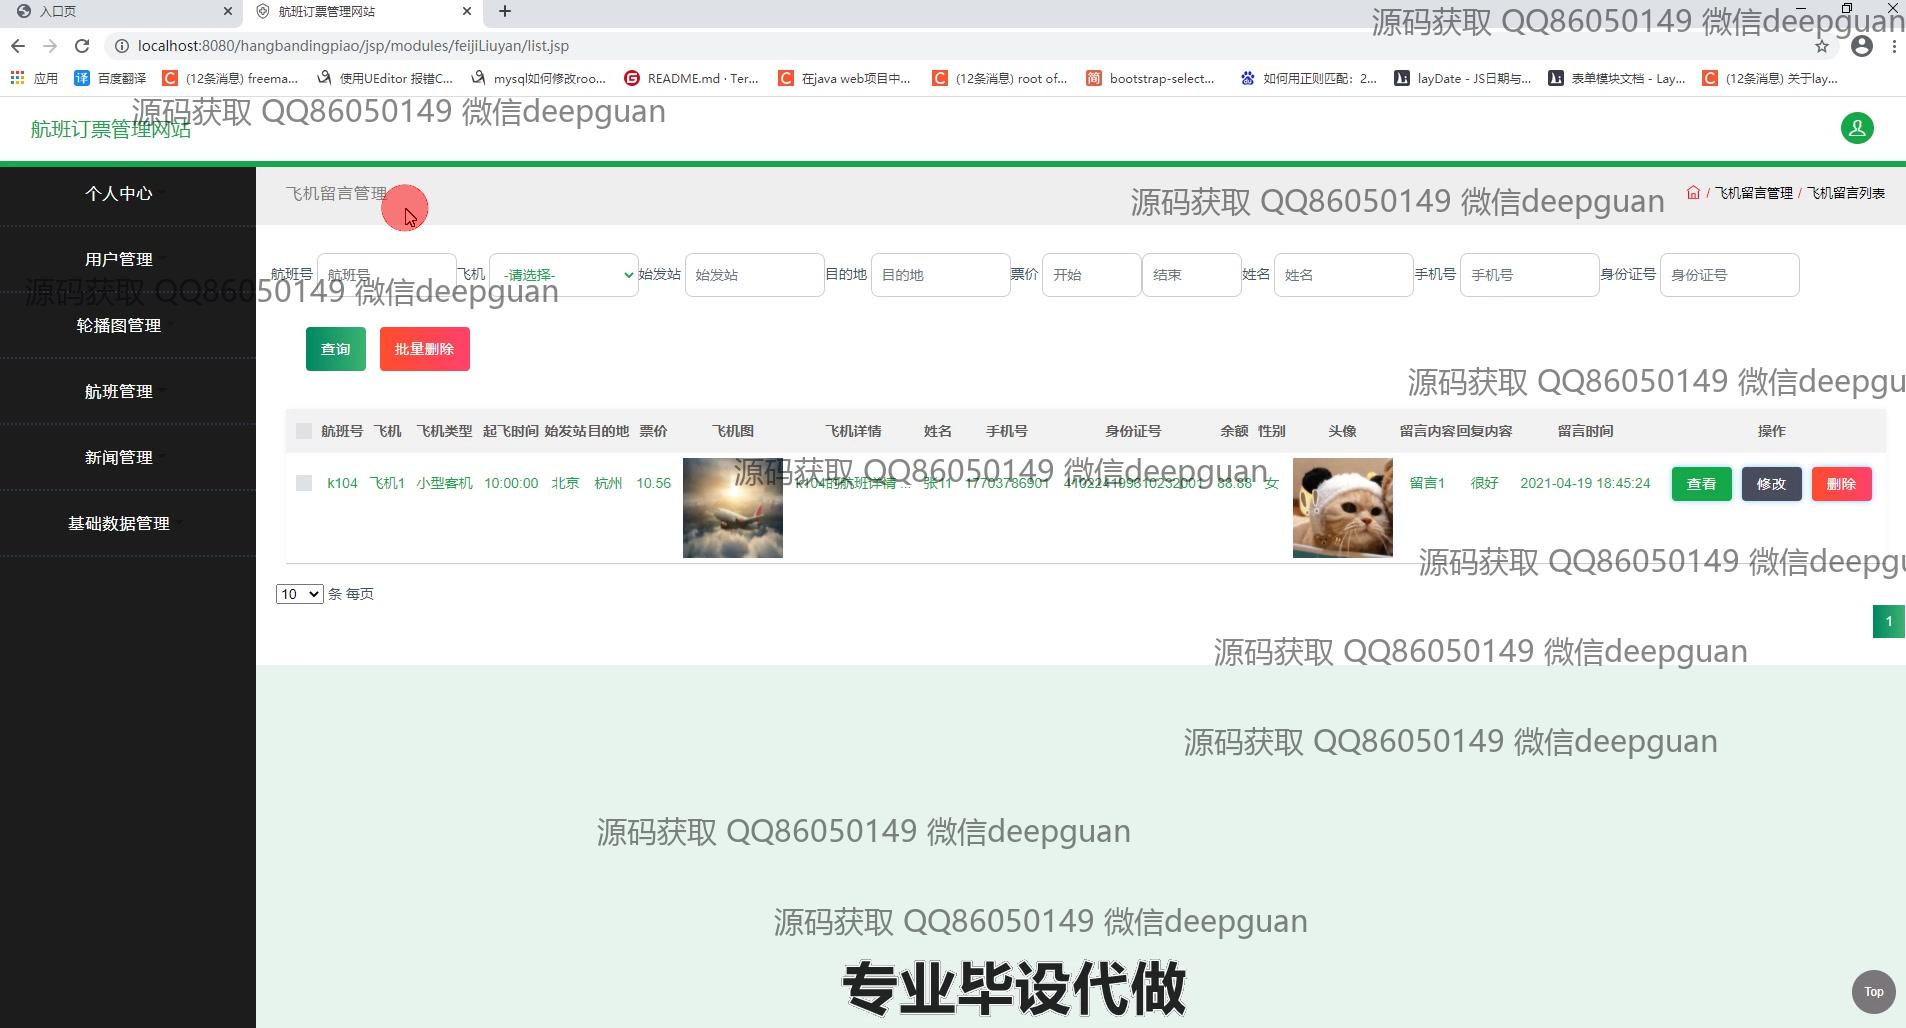 入口页
航班订票管理网站
localhost:8080/hangbandingpiao/jsp/modules/feijiLiuyan/list.jsp
源码获取 QQ86050149 微信deepguan
应用 百度翻译 (12条消息) freema... 使用UEditor 报错C... mysql如何修改roo... README.md · Ter... 在java web项目中... (12条消息) root of... bootstrap-select... 如何用正则匹配：2... layDate - JS日期与... 表单模块文档 - Lay... (12条消息) 关于lay...
源码获取 QQ86050149 微信deepguan
航班订票管理网站
个人中心
飞机留言管理
源码获取 QQ86050149 微信deepguan
/ 飞机留言管理 / 飞机留言列表
用户管理
航班号 航班号 飞机 -请选择- 始发站 始发站 目的地 目的地 票价 开始 结束 姓名 姓名 手机号 手机号 身份证号 身份证号
源码获取 QQ86050149 微信deepguan
轮播图管理
查询 批量删除
源码获取 QQ86050149 微信deepgu
航班管理
航班号 飞机 飞机类型 起飞时间 始发站 目的地 票价 飞机图 飞机详情 姓名 手机号 身份证号 余额 性别 头像 留言内容 回复内容 留言时间 操作
新闻管理
源码获取 QQ86050149 微信deepguan
k104 飞机1 小型客机 10:00:00 北京 杭州 10.56 k104的航班详情 ... 张11 17703786901 410224199610232001 88.88 女 留言1 很好 2021-04-19 18:45:24 查看 修改 删除
基础数据管理
源码获取 QQ86050149 微信deepgu
10 条 每页
1
源码获取 QQ86050149 微信deepguan
源码获取 QQ86050149 微信deepguan
源码获取 QQ86050149 微信deepguan
源码获取 QQ86050149 微信deepguan
专业毕设代做
Top